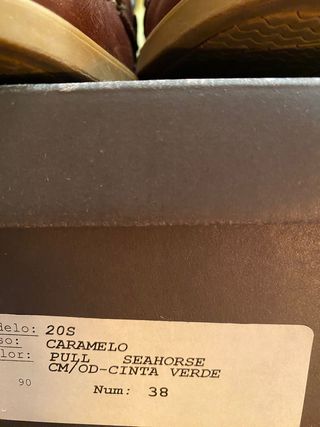 delo: 20S
so: CARAMELO
lor: PULL SEAHORSE
CM/OD-CINTA VERDE
90
Num: 38